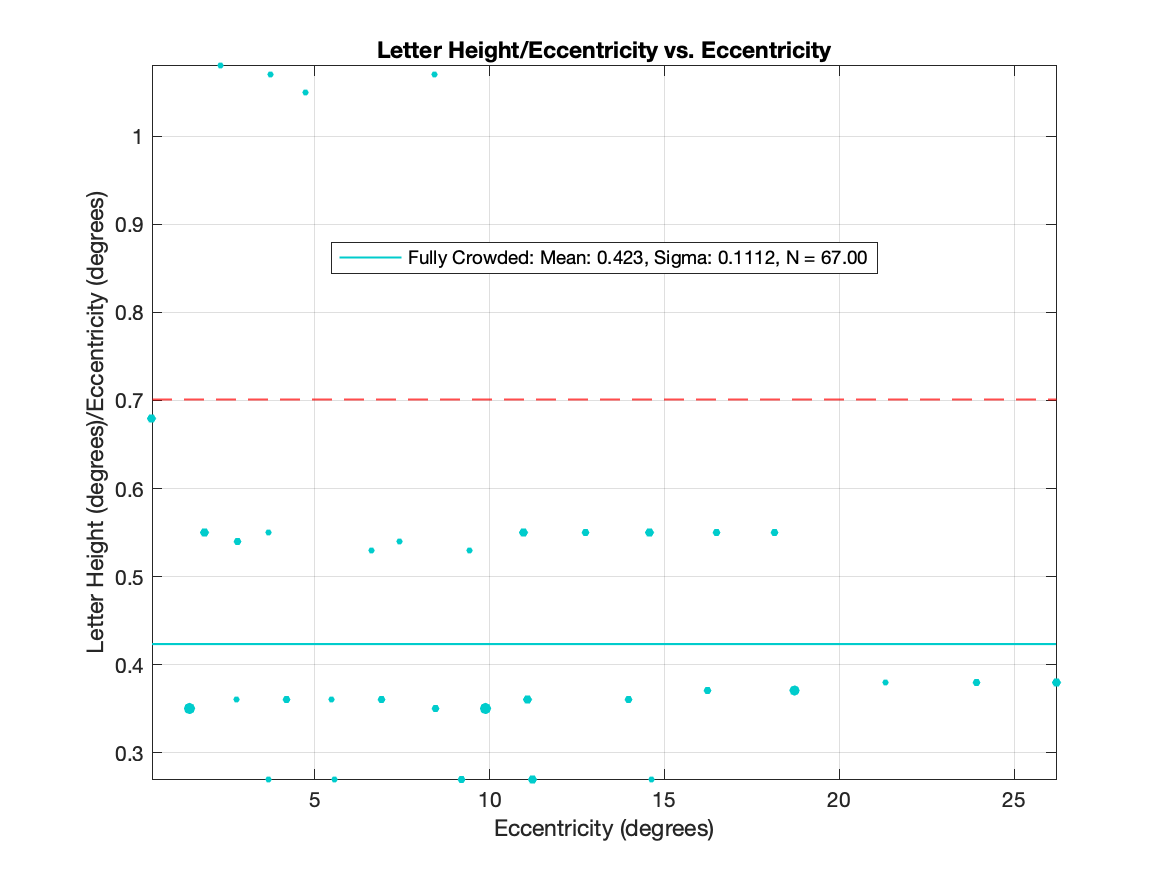 Letter Height/Eccentricity vs. Eccentricity
1
0.9
0.8
0.7
0.6
0.5
0.4
0.3
Letter Height (degrees)/Eccentricity (degrees)
Fully Crowded: Mean: 0.423, Sigma: 0.1112, N = 67.00
5 10 15 20 25
Eccentricity (degrees)